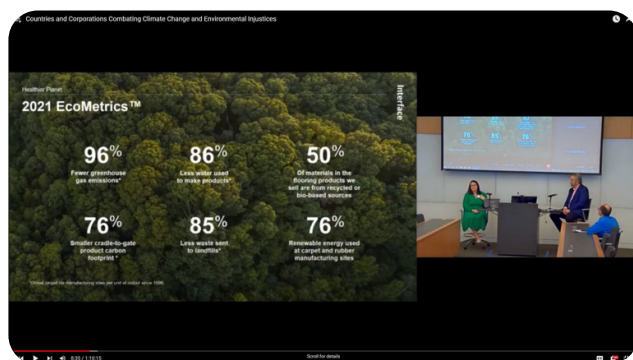 Countries and Corporations Combating Climate Change and Environmental Injustices
Healthier Planet
2021 EcoMetrics™
Interface
96%
Fewer greenhouse
gas emissions*
86%
Less water used
to make products*
50%
Of materials in the
flooring products we
sell are from recycled or
bio-based sources
76%
Smaller cradle-to-gate
product carbon
footprint *
85%
Less waste sent
to landfills*
76%
Renewable energy used
at carpet and rubber
manufacturing sites
since 1996.
Scroll for details